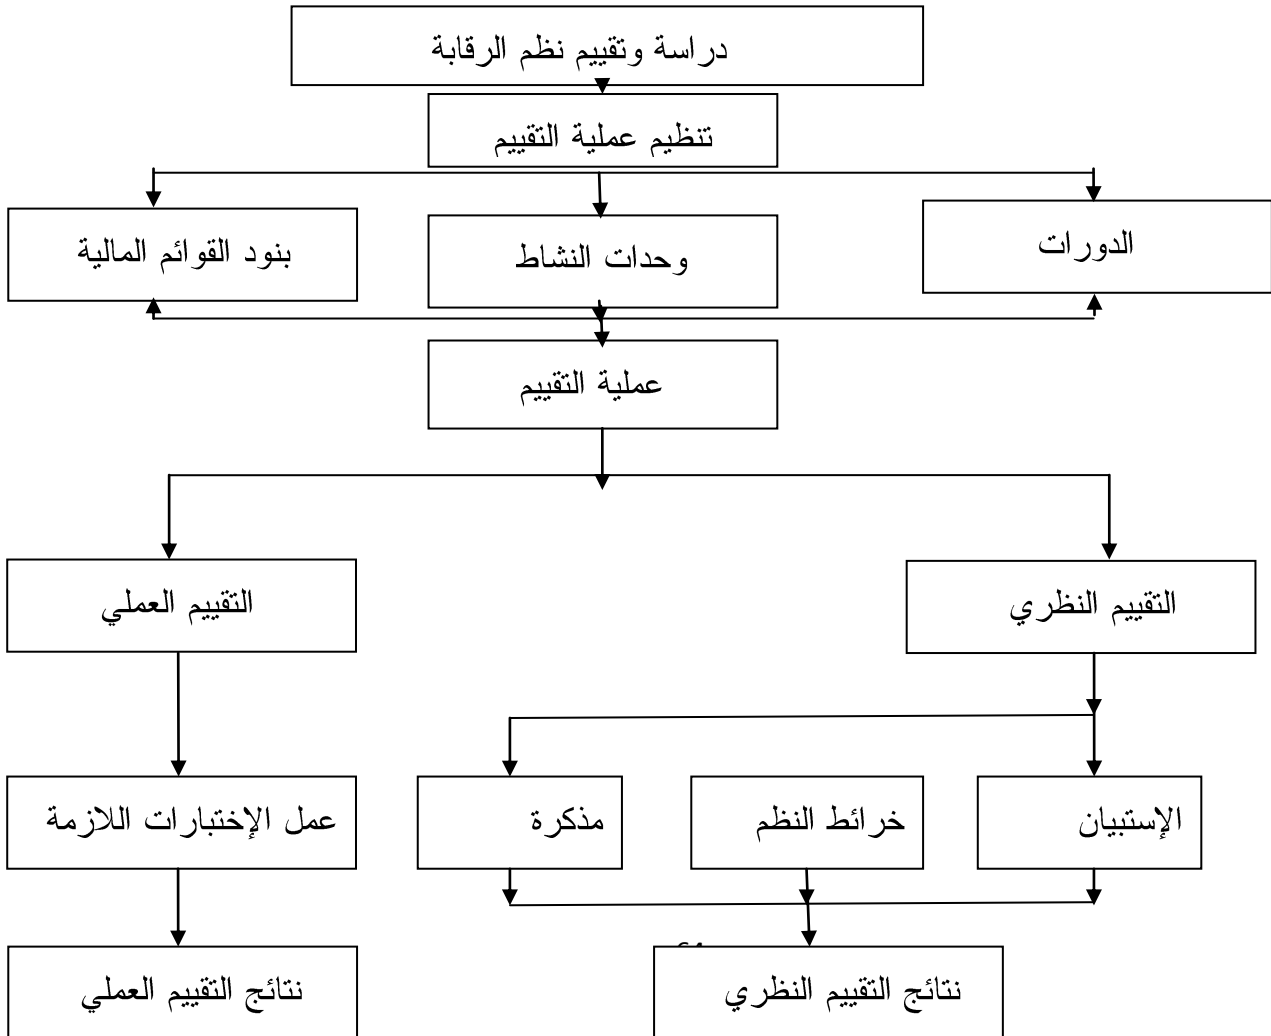 دراسة وتقييم نظم الرقابة
تنظيم عملية التقييم
الدورات
وحدات النشاط
بنود القوائم المالية
عملية التقييم
التقييم النظري
التقييم العملي
الإستبيان
خرائط النظم
مذكرة
عمل الإختبارات اللازمة
نتائج التقييم النظري
نتائج التقييم العملي